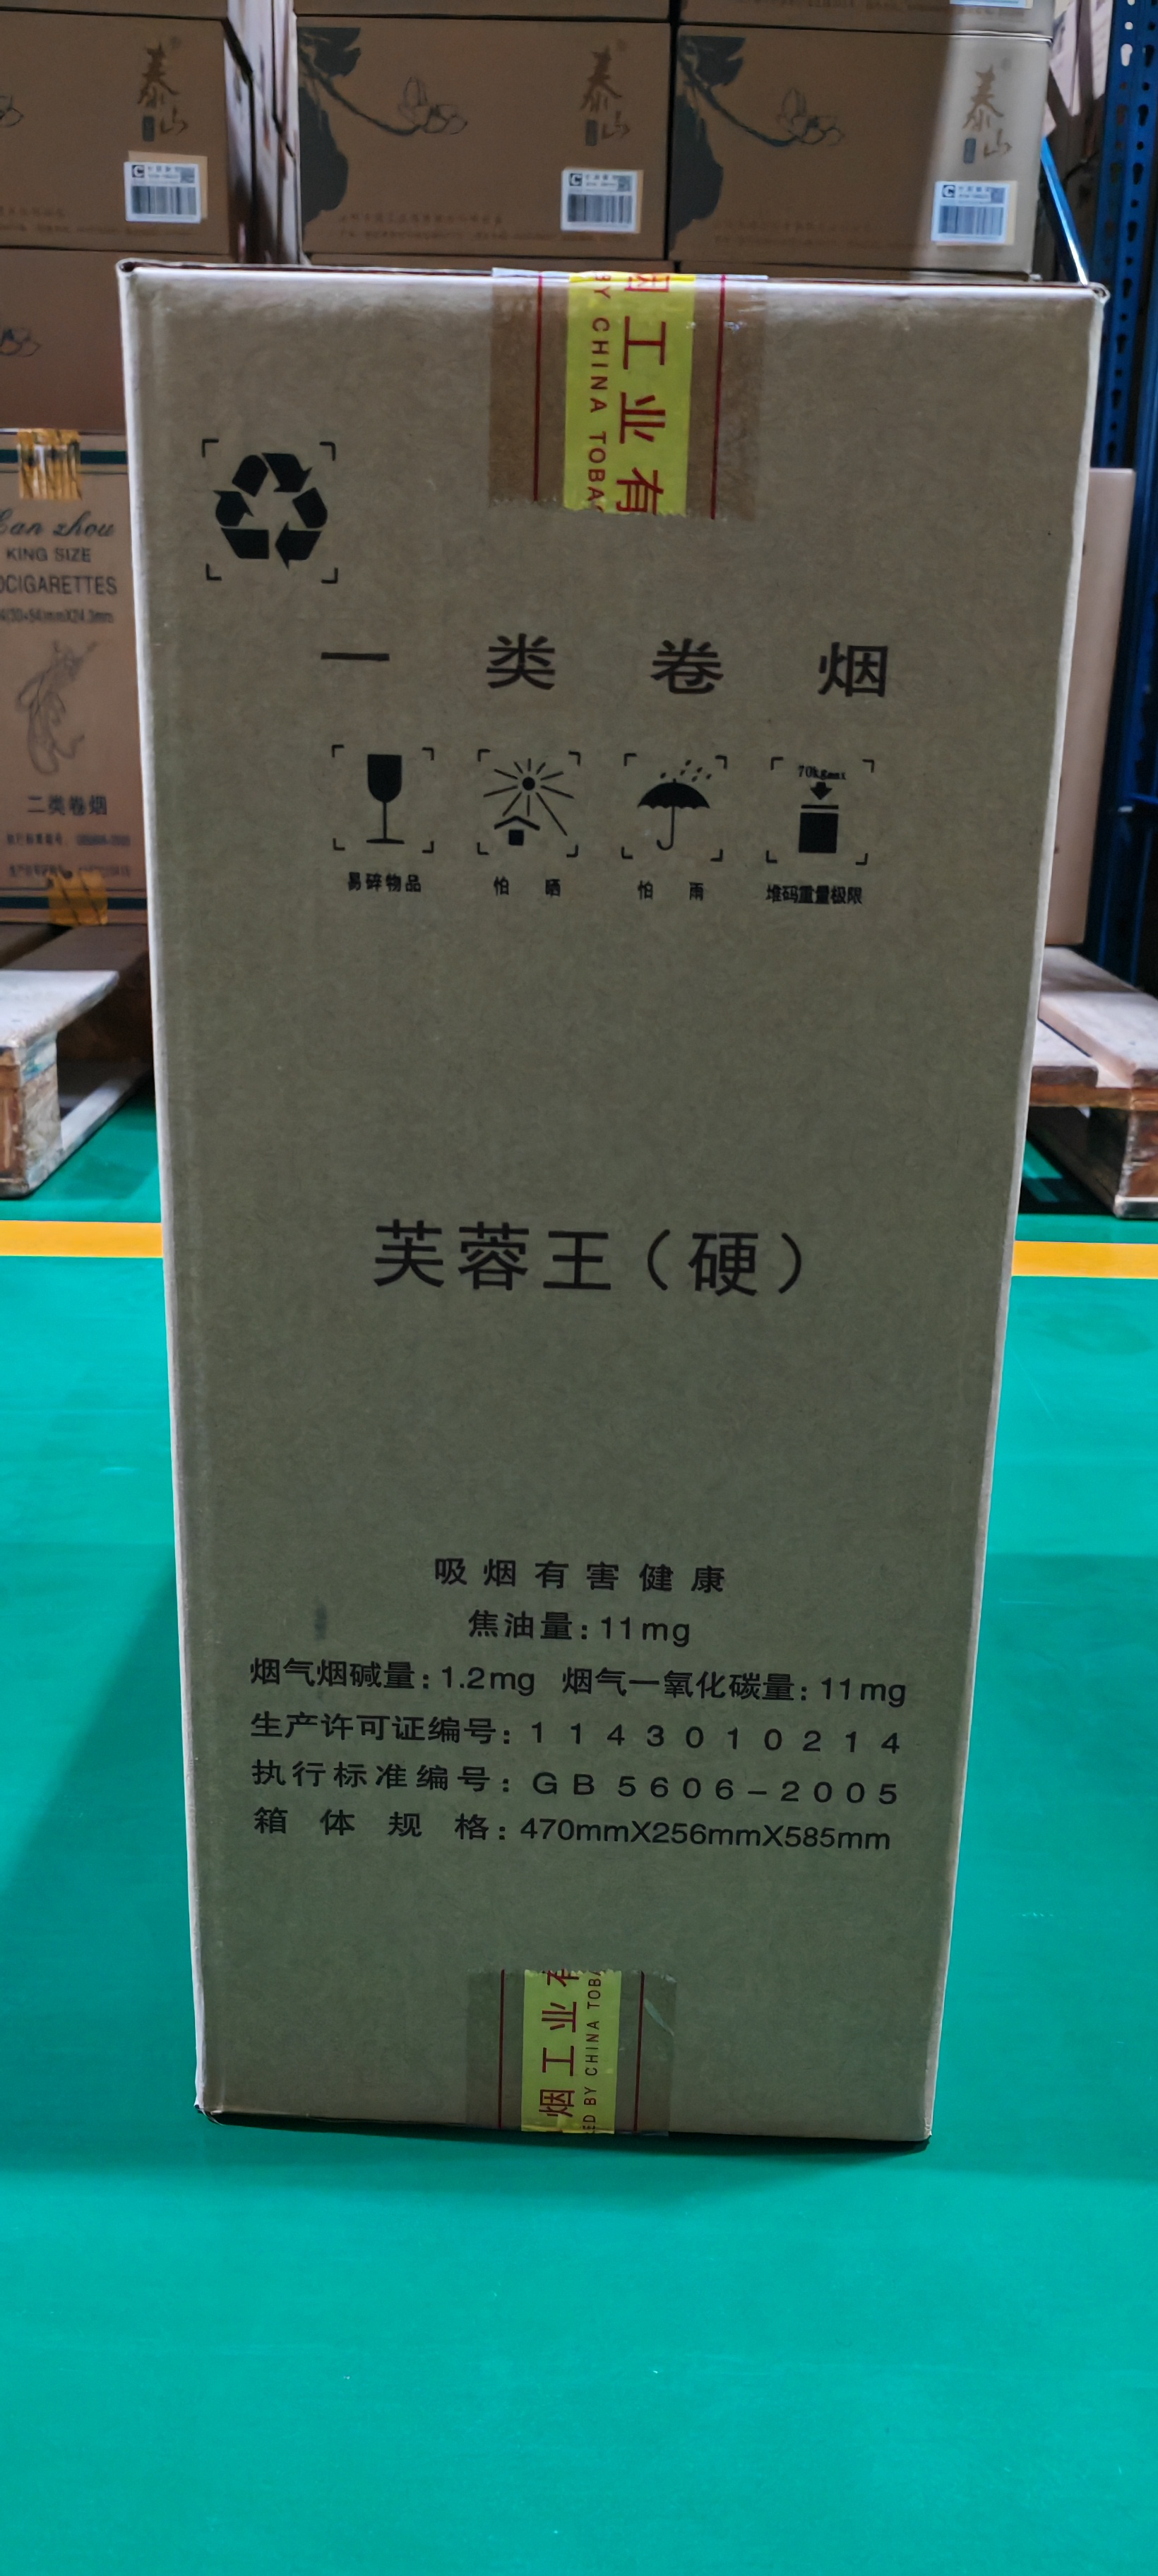 泰山
泰山
泰山
工业有
BY CHINA TOBA
一类卷烟
70kgmax
易碎物品 怕晒 怕雨 堆码重量极限
芙蓉王（硬）
吸烟有害健康
焦油量：11mg
烟气烟碱量：1.2mg 烟气一氧化碳量：11mg
生产许可证编号：1143010214
执行标准编号：GB 5606-2005
箱体规格：470mmX256mmX585mm
烟工业有
ED BY CHINA TOBA
an zhou
KING SIZE
CIGARETTES
二类卷烟